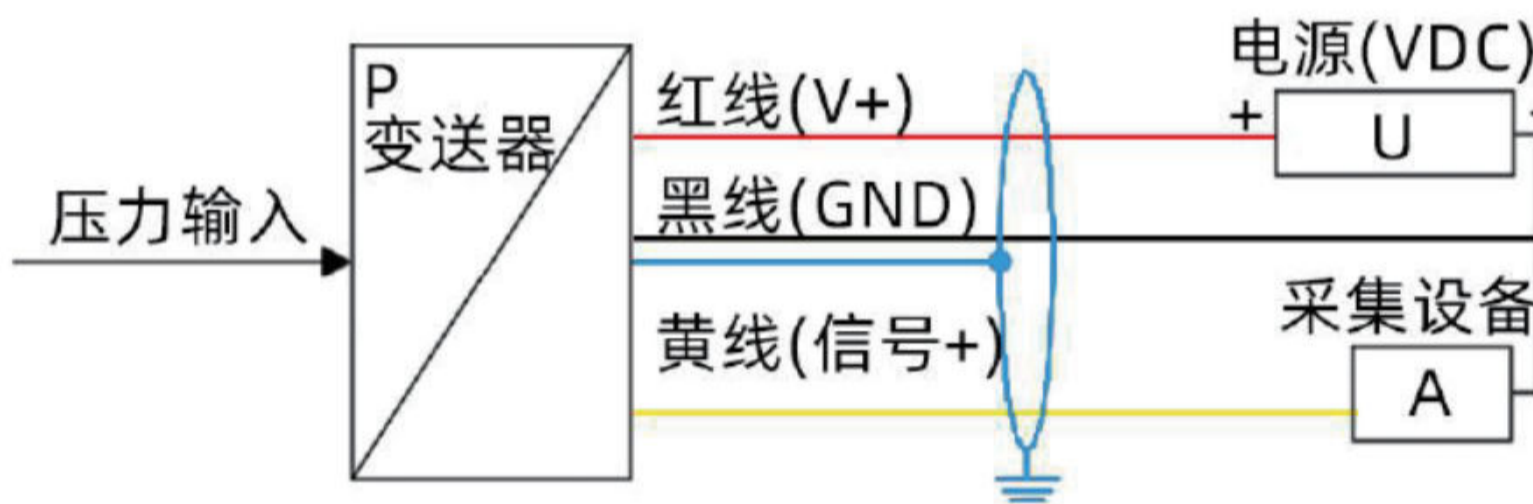 电源(VDC)
P
变送器
红线(V+)
+
U
压力输入
黑线(GND)
黄线(信号+)
采集设备
A